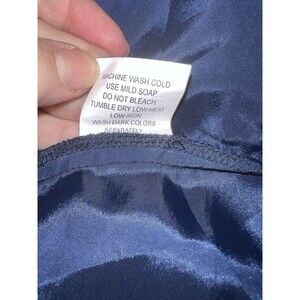 MACHINE WASH COLD
USE MILD SOAP
DO NOT BLEACH
TUMBLE DRY LOW HEAT
LOW IRON
WASH DARK COLORS
SEPARATELY